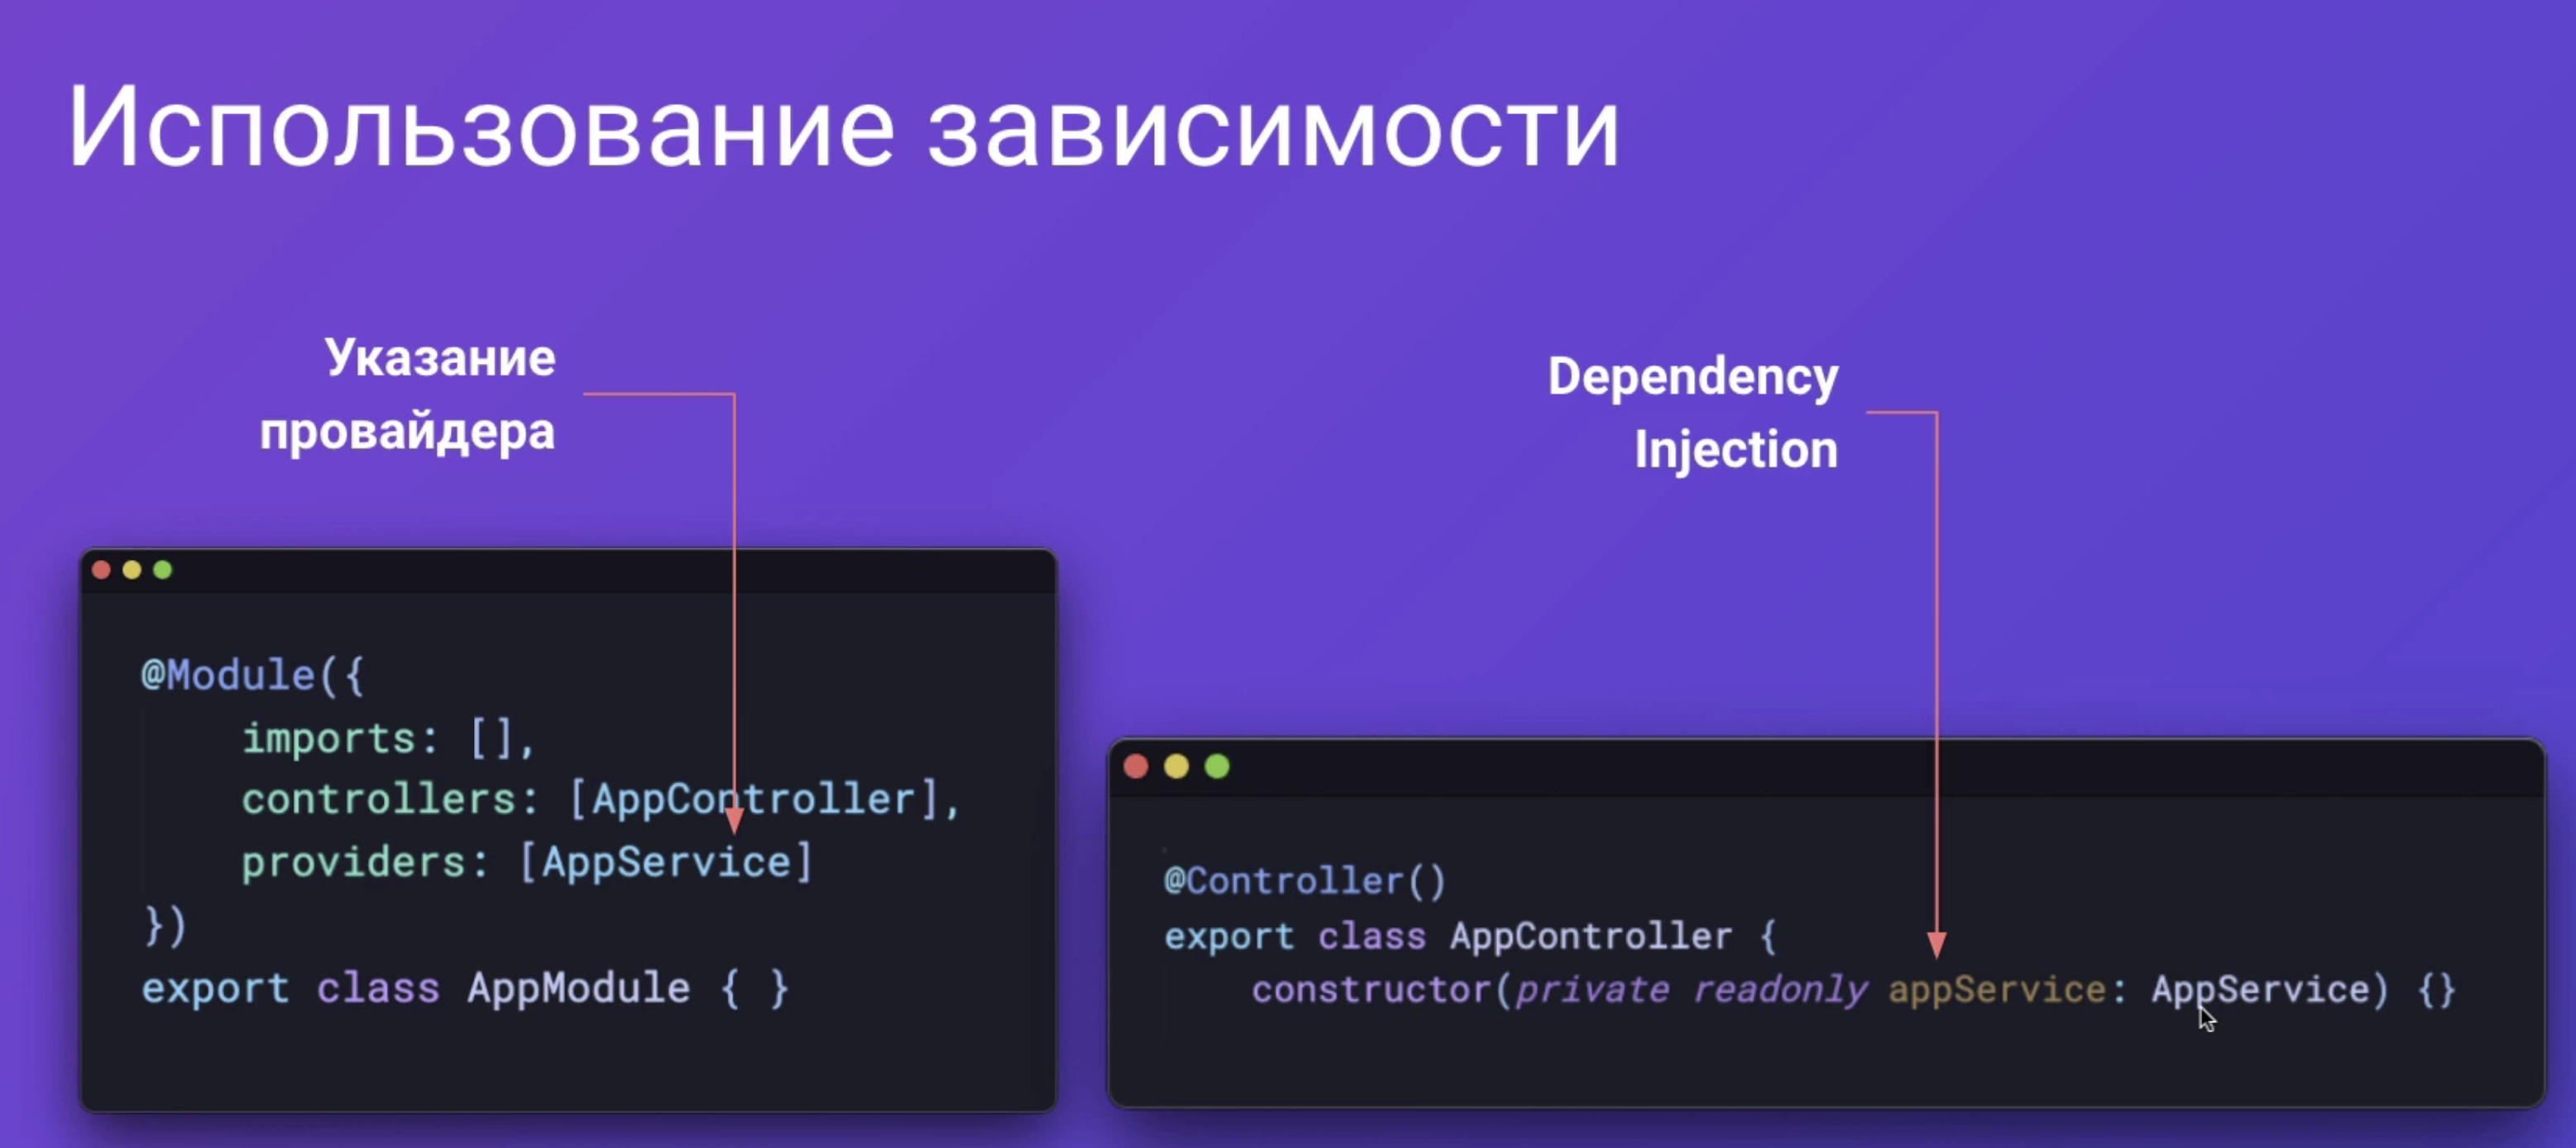 Использование зависимости
Указание
провайдера
Dependency
Injection
@Module({
imports: [],
controllers: [AppController],
providers: [AppService]
})
export class AppModule { }
@Controller()
export class AppController {
constructor(private readonly appService: AppService) {}